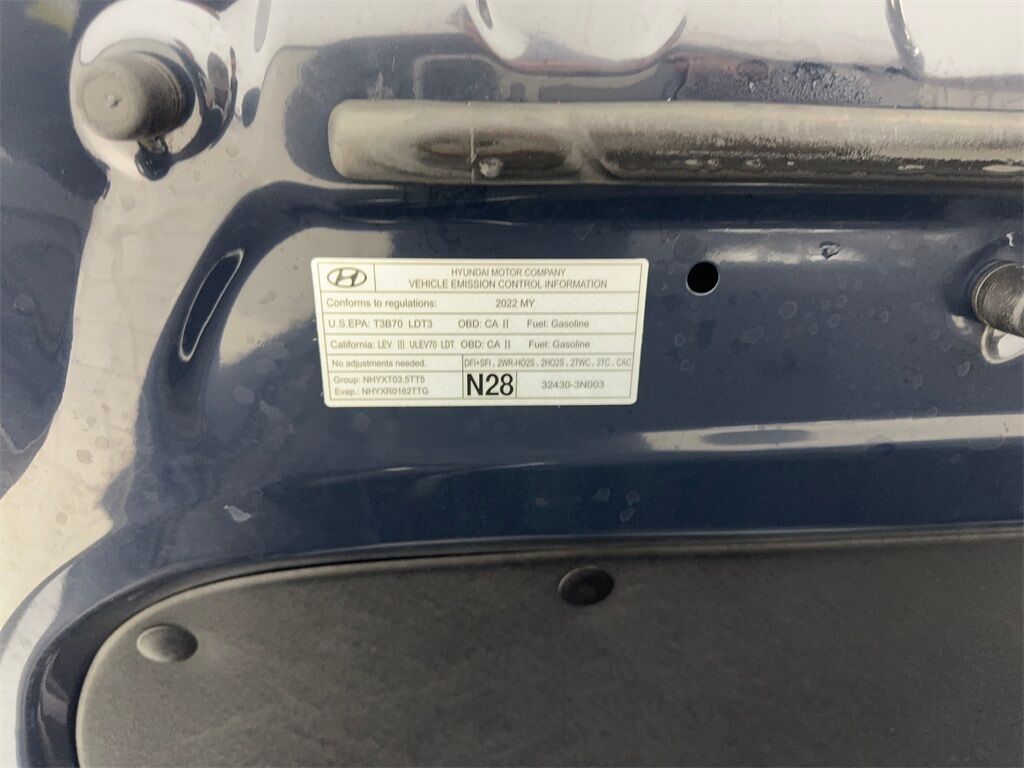 HYUNDAI MOTOR COMPANY
VEHICLE EMISSION CONTROL INFORMATION
Conforms to regulations: 2022 MY
U.S.EPA: T3B70 LDT3 OBD: CA II Fuel: Gasoline
California: LEV III ULEV70 LDT OBD: CA II Fuel: Gasoline
No adjustments needed. DFI+SFI , 2WR-HO2S , 2HO2S , 2TWC , 2TC , CAC
Group: NHYXT03.5TT5
Evap.: NHYXR0162TTG
N28 32430-3N003